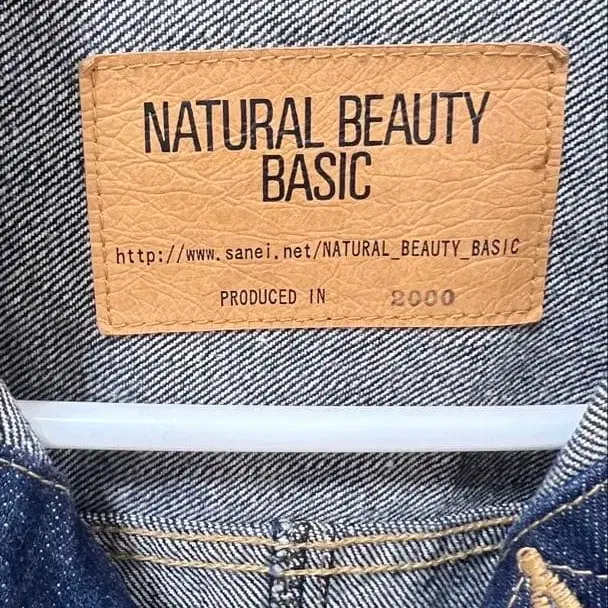 NATURAL BEAUTY
BASIC
http://www.sanei.net/NATURAL_BEAUTY_BASIC
PRODUCED IN 2000